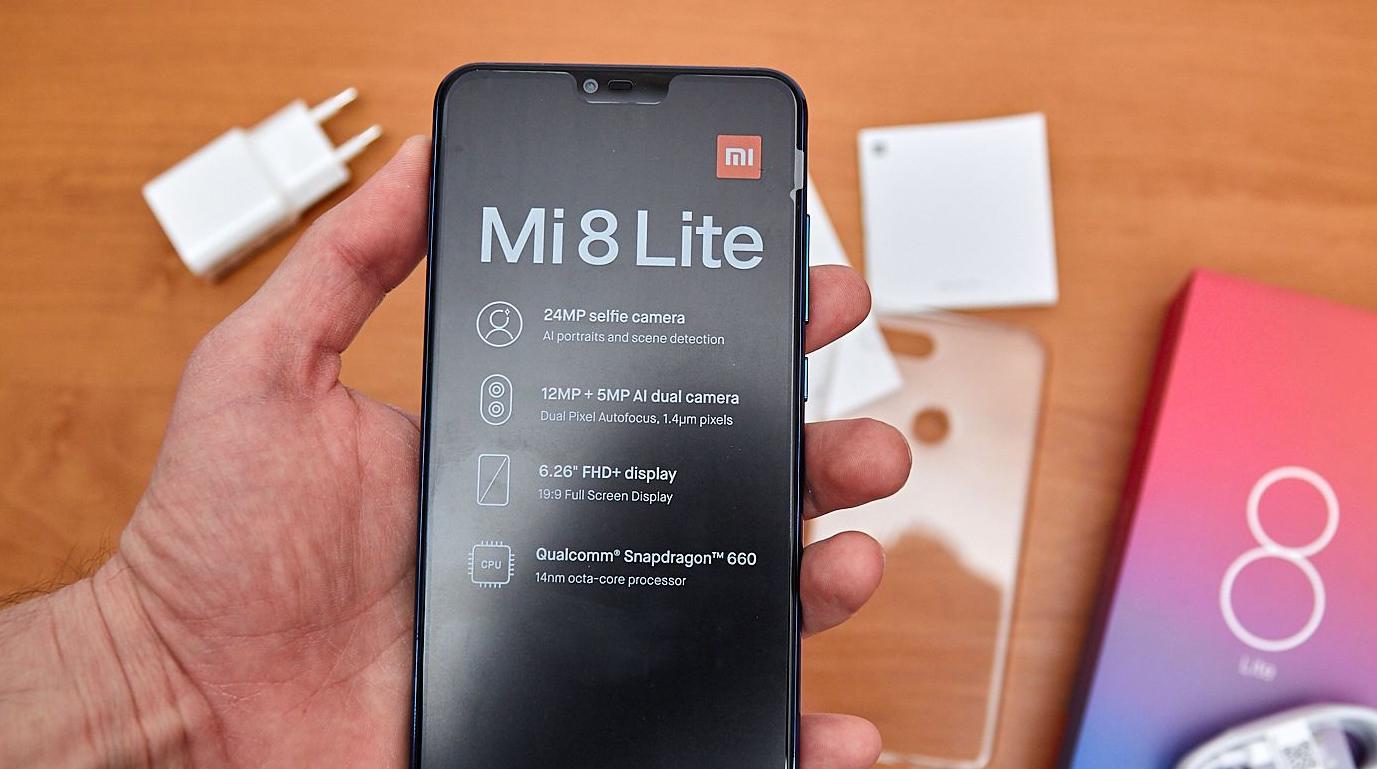 mi
Mi 8 Lite
24MP selfie camera
AI portraits and scene detection
12MP + 5MP AI dual camera
Dual Pixel Autofocus, 1.4µm pixels
6.26" FHD+ display
19:9 Full Screen Display
CPU
Qualcomm® Snapdragon™ 660
14nm octa-core processor
8
Lite